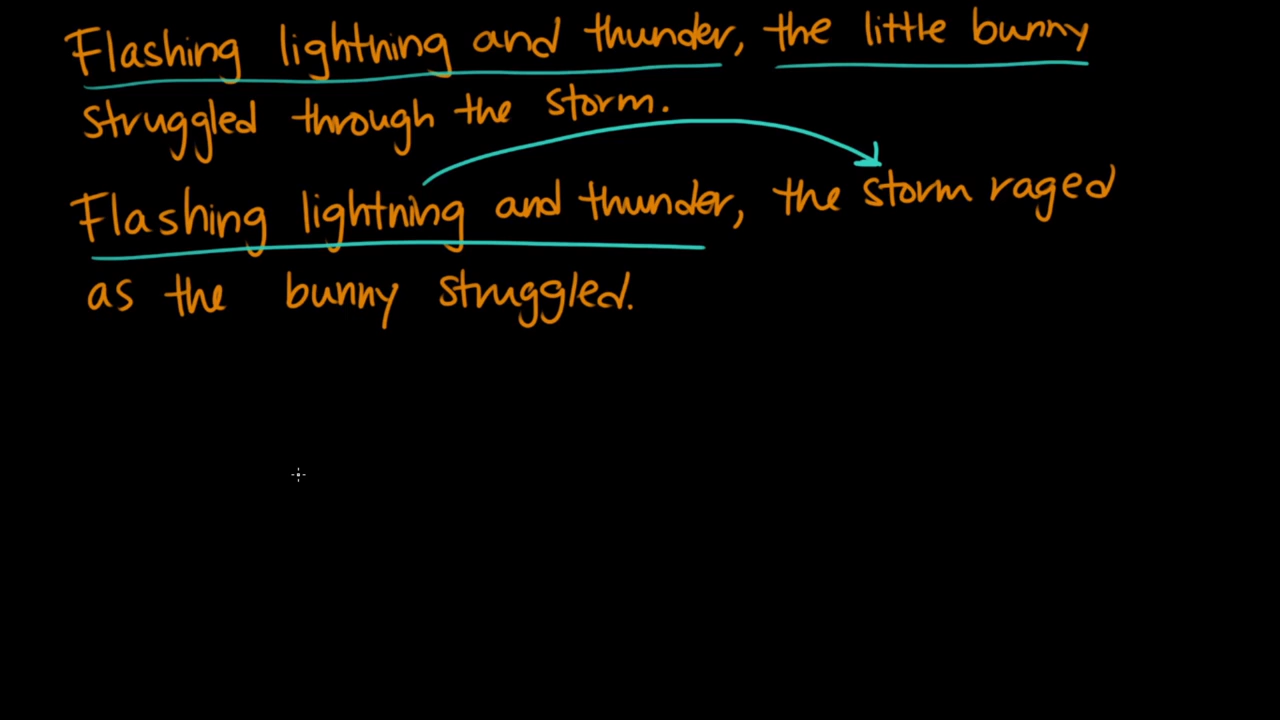 Flashing lightning and thunder, the little bunny
struggled through the storm.
Flashing lightning and thunder, the storm raged
as the bunny struggled.